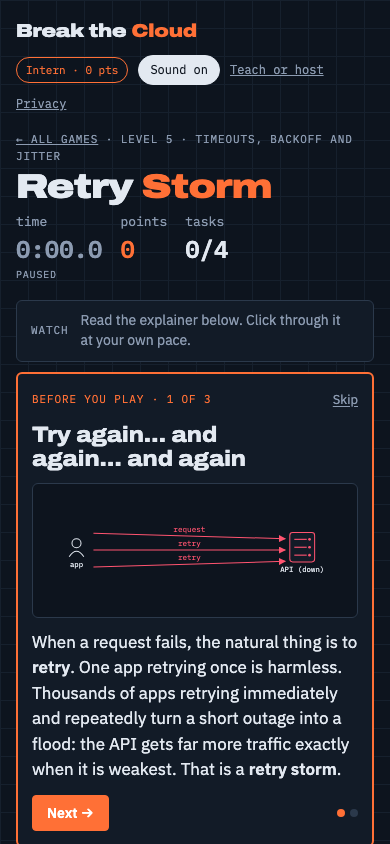 Break the Cloud
Intern · 0 pts
Sound on
Teach or host
Privacy
← ALL GAMES · LEVEL 5 · TIMEOUTS, BACKOFF AND
JITTER
Retry Storm
time points tasks
0:00.0 0 0/4
PAUSED
WATCH
Read the explainer below. Click through it
at your own pace.
BEFORE YOU PLAY · 1 OF 3
Skip
Try again… and
again… and again
request
retry
retry
app
API (down)
When a request fails, the natural thing is to
retry. One app retrying once is harmless.
Thousands of apps retrying immediately
and repeatedly turn a short outage into a
flood: the API gets far more traffic exactly
when it is weakest. That is a retry storm.
Next →